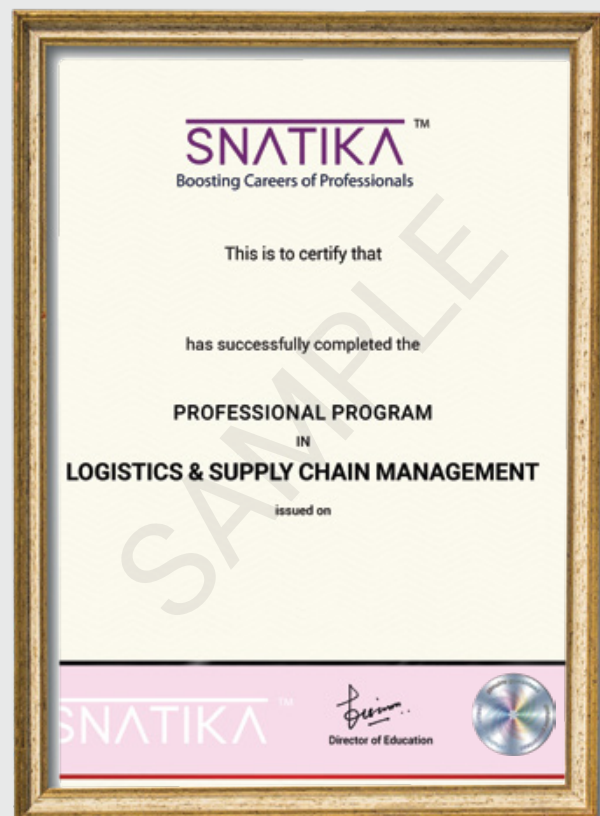 SNATIKA™
Boosting Careers of Professionals
This is to certify that
has successfully completed the
PROFESSIONAL PROGRAM
IN
LOGISTICS & SUPPLY CHAIN MANAGEMENT
issued on
SAMPLE
SNATIKA™
Director of Education